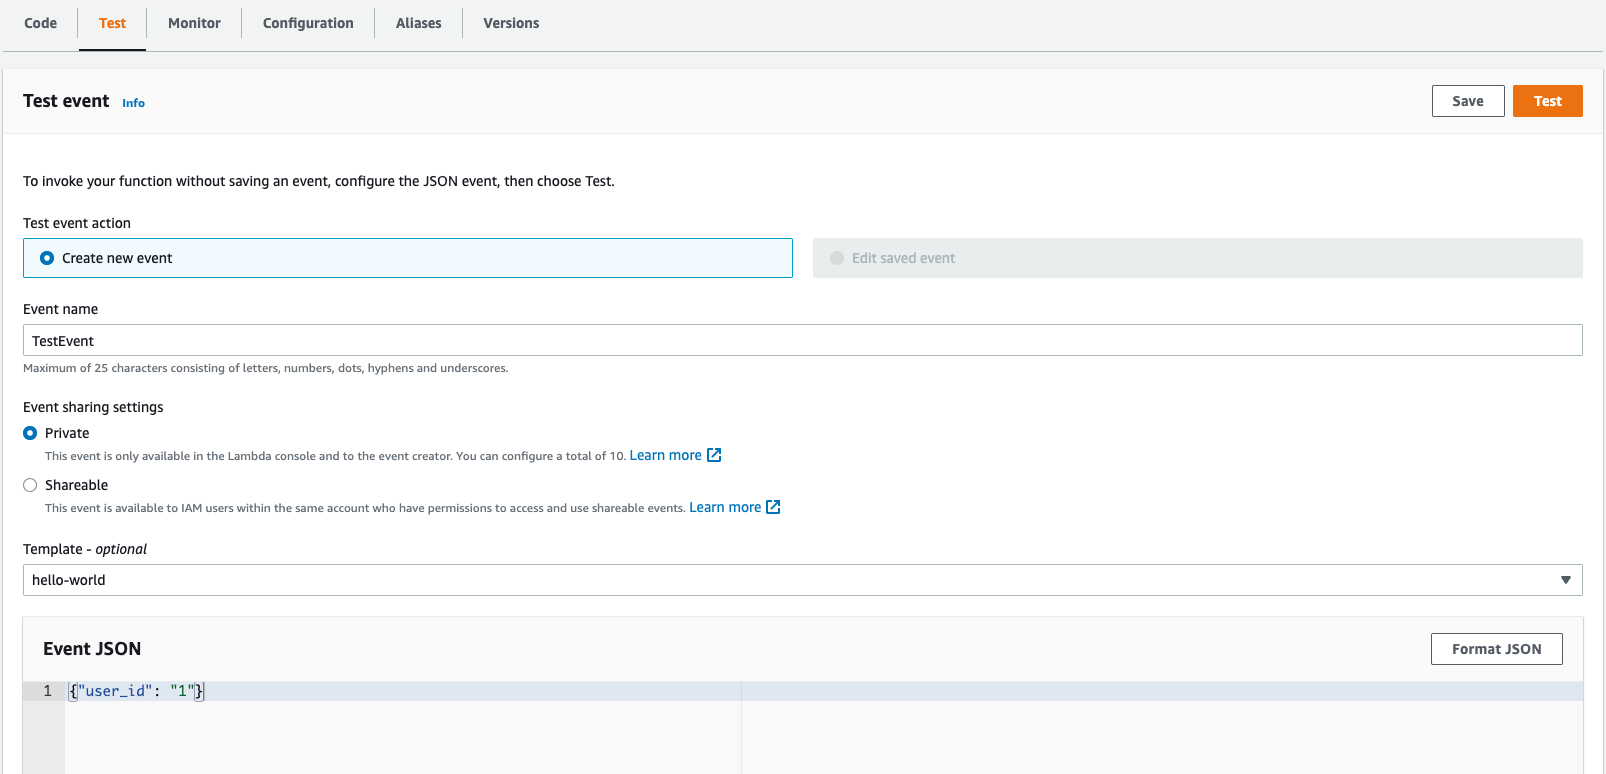 Code Test Monitor Configuration Aliases Versions
Test event Info Save Test
To invoke your function without saving an event, configure the JSON event, then choose Test.
Test event action
Create new event Edit saved event
Event name
TestEvent
Maximum of 25 characters consisting of letters, numbers, dots, hyphens and underscores.
Event sharing settings
Private
This event is only available in the Lambda console and to the event creator. You can configure a total of 10. Learn more
Shareable
This event is available to IAM users within the same account who have permissions to access and use shareable events. Learn more
Template - optional
hello-world
Event JSON Format JSON
1 {"user_id": "1"}